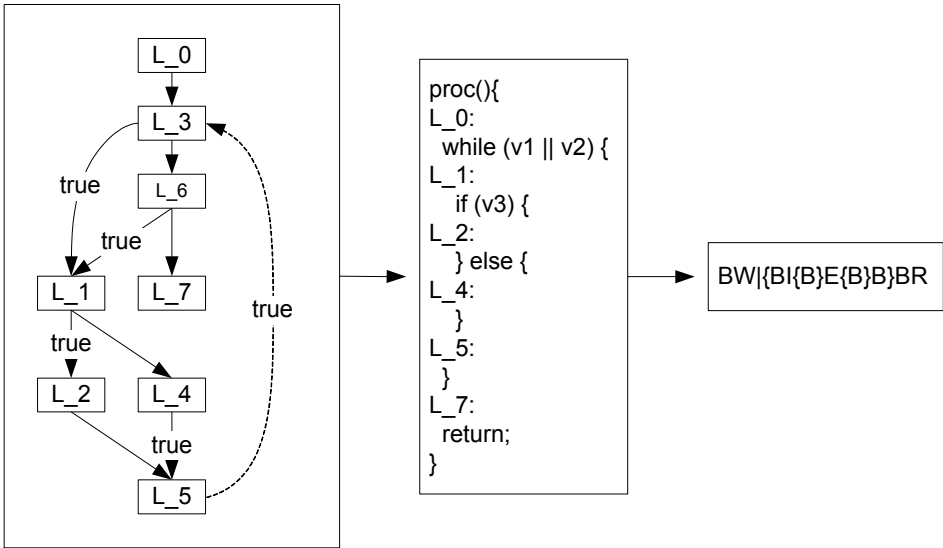 L_0
L_3
true
L_6
true
L_1
L_7
true
true
L_2
L_4
true
L_5
proc(){
L_0:
while (v1 || v2) {
L_1:
if (v3) {
L_2:
} else {
L_4:
}
L_5:
}
L_7:
return;
}
BW|{BI{B}E{B}B}BR